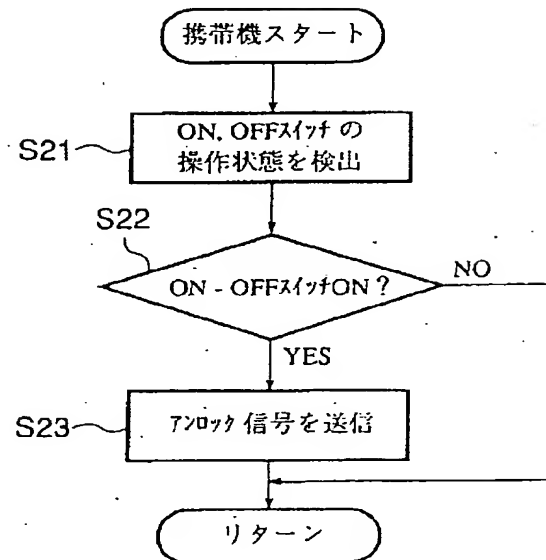 携帯機スタート
S21
ON, OFFスイッチの
操作状態を検出
S22
ON - OFFスイッチON ?
NO
YES
S23
アンロック信号を送信
リターン